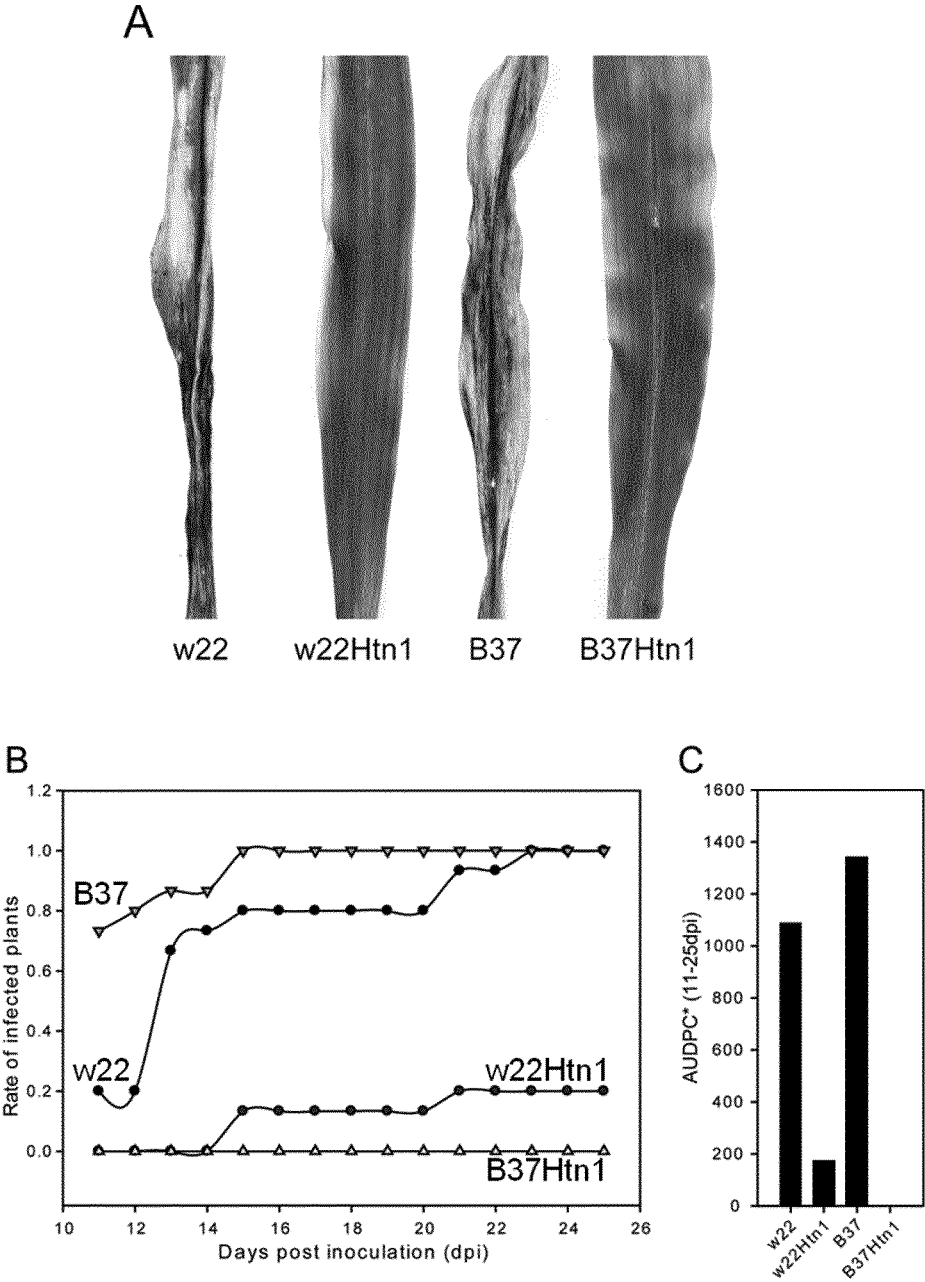 A
w22 w22Htn1 B37 B37Htn1
B
1.2
1.0
0.8
0.6
0.4
0.2
0.0
Rate of infected plants
B37
w22
w22Htn1
B37Htn1
10 12 14 16 18 20 22 24 26
Days post inoculation (dpi)
C
1600
1400
1200
1000
800
600
400
200
0
AUDPC* (11-25dpi)
w22
w22Htn1
B37
B37Htn1